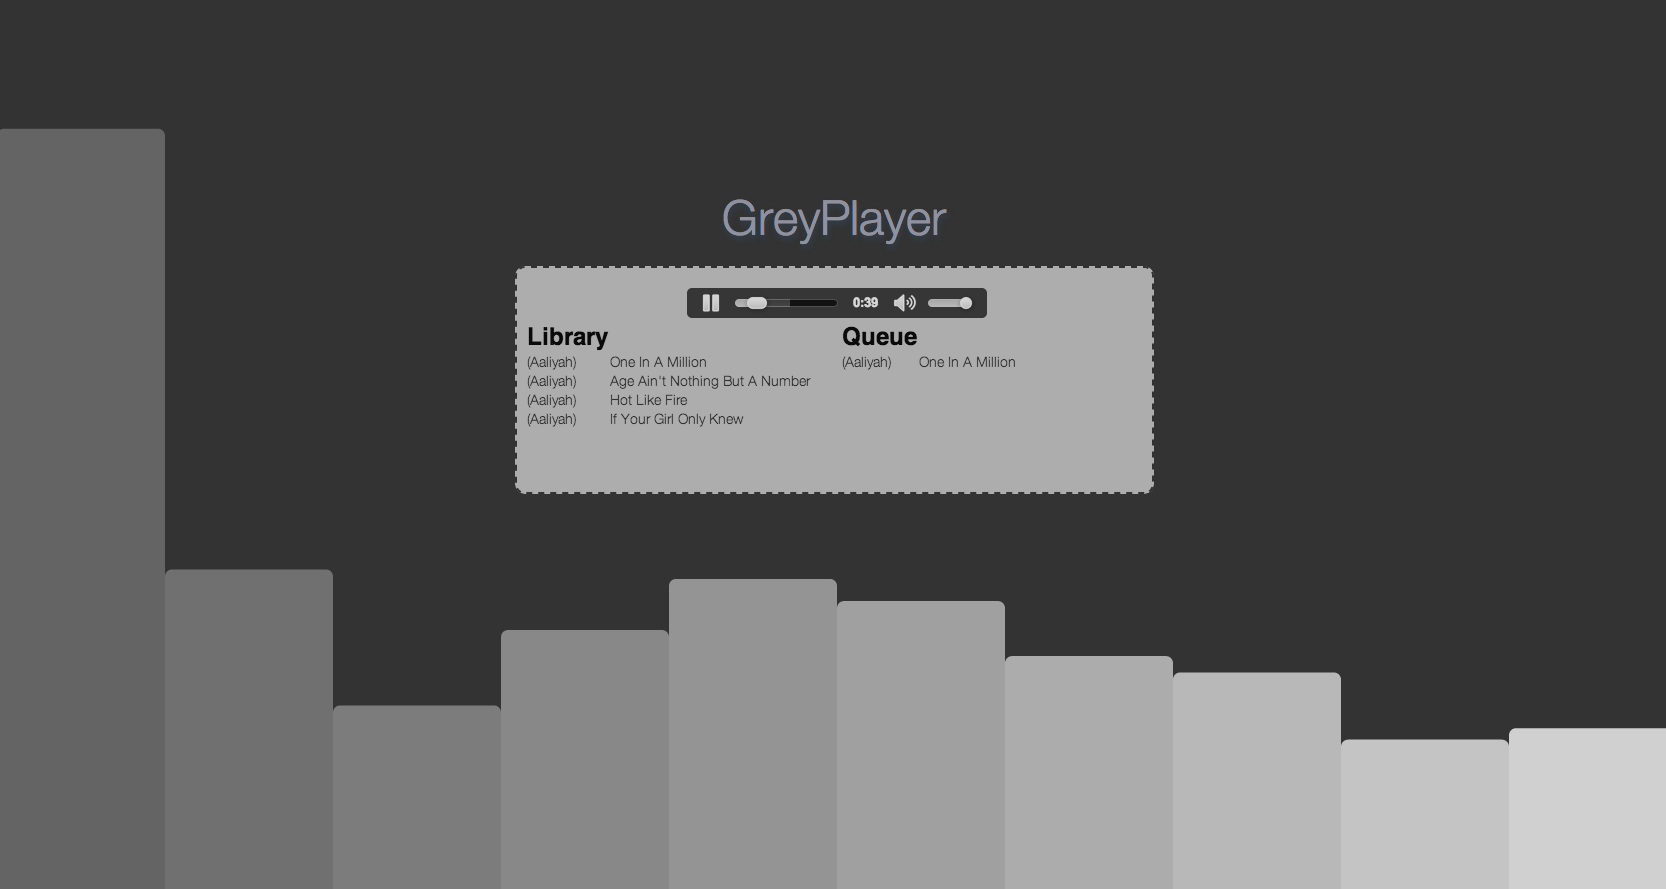 GreyPlayer
0:39
Library
(Aaliyah) One In A Million
(Aaliyah) Age Ain't Nothing But A Number
(Aaliyah) Hot Like Fire
(Aaliyah) If Your Girl Only Knew
Queue
(Aaliyah) One In A Million